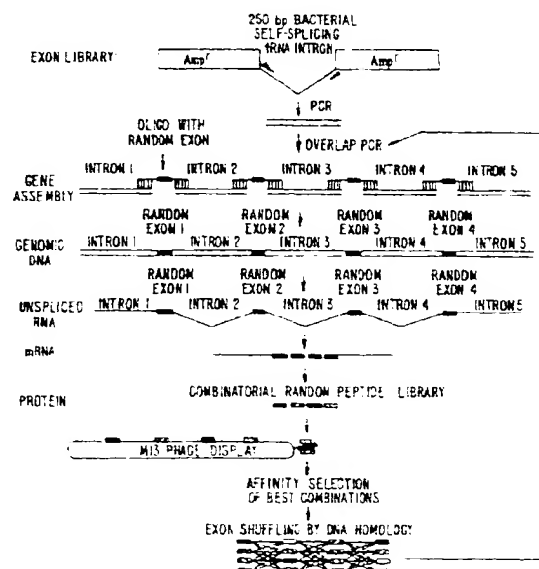 250 bp BACTERIAL
SELF-SPLICING
tRNA INTRON
EXON LIBRARY:
Amp r
Amp r
PCR
OLIGO WITH
RANDOM EXON
OVERLAP PCR
INTRON 1 INTRON 2 INTRON 3 INTRON 4 INTRON 5
GENE
ASSEMBLY
RANDOM EXON 1 RANDOM EXON 2 RANDOM EXON 3 RANDOM EXON 4
GENOMIC
DNA
INTRON 1 INTRON 2 INTRON 3 INTRON 4 INTRON 5
RANDOM EXON 1 RANDOM EXON 2 RANDOM EXON 3 RANDOM EXON 4
UNSPLICED
RNA
INTRON 1 INTRON 2 INTRON 3 INTRON 4 INTRON 5
mRNA
COMBINATORIAL RANDOM PEPTIDE LIBRARY
PROTEIN
M13 PHAGE DISPLAY
AFFINITY SELECTION
OF BEST COMBINATIONS
EXON SHUFFLING BY DNA HOMOLOGY